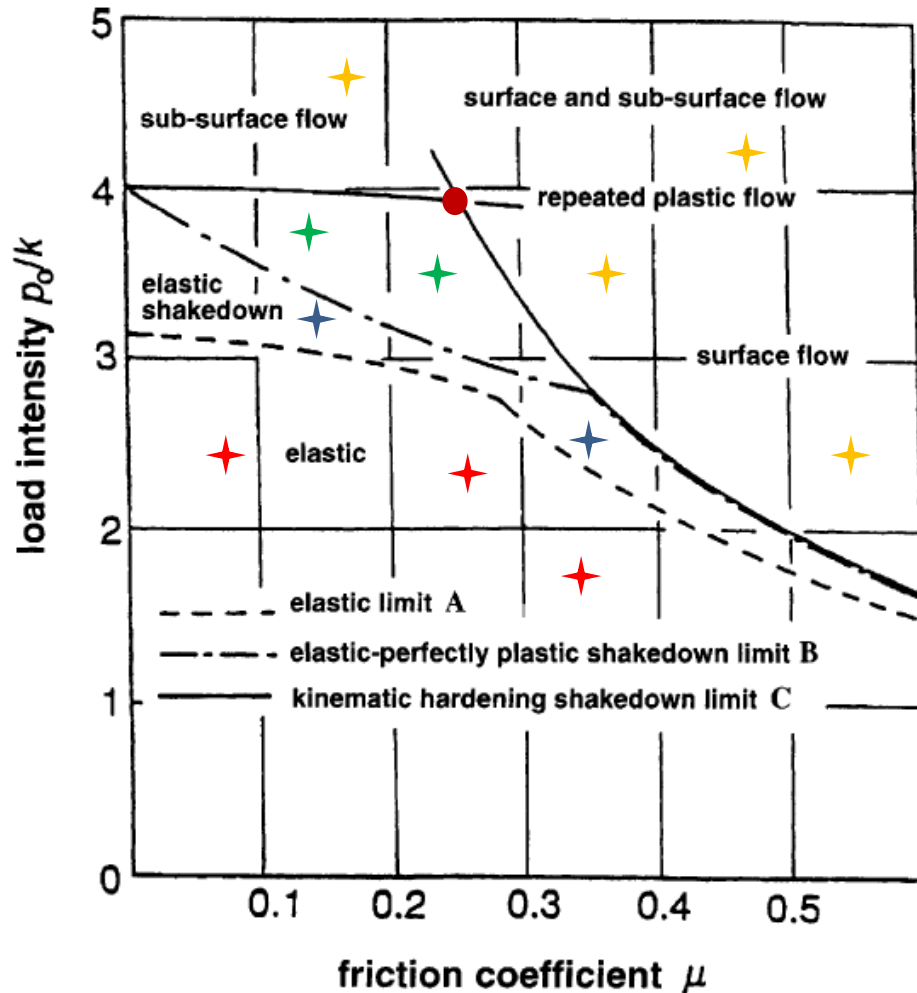 5
surface and sub-surface flow
sub-surface flow
4
repeated plastic flow
elastic
shakedown
3
surface flow
elastic
2
elastic limit A
elastic-perfectly plastic shakedown limit B
kinematic hardening shakedown limit C
1
0
0.1 0.2 0.3 0.4 0.5
friction coefficient μ
load intensity p₀/k